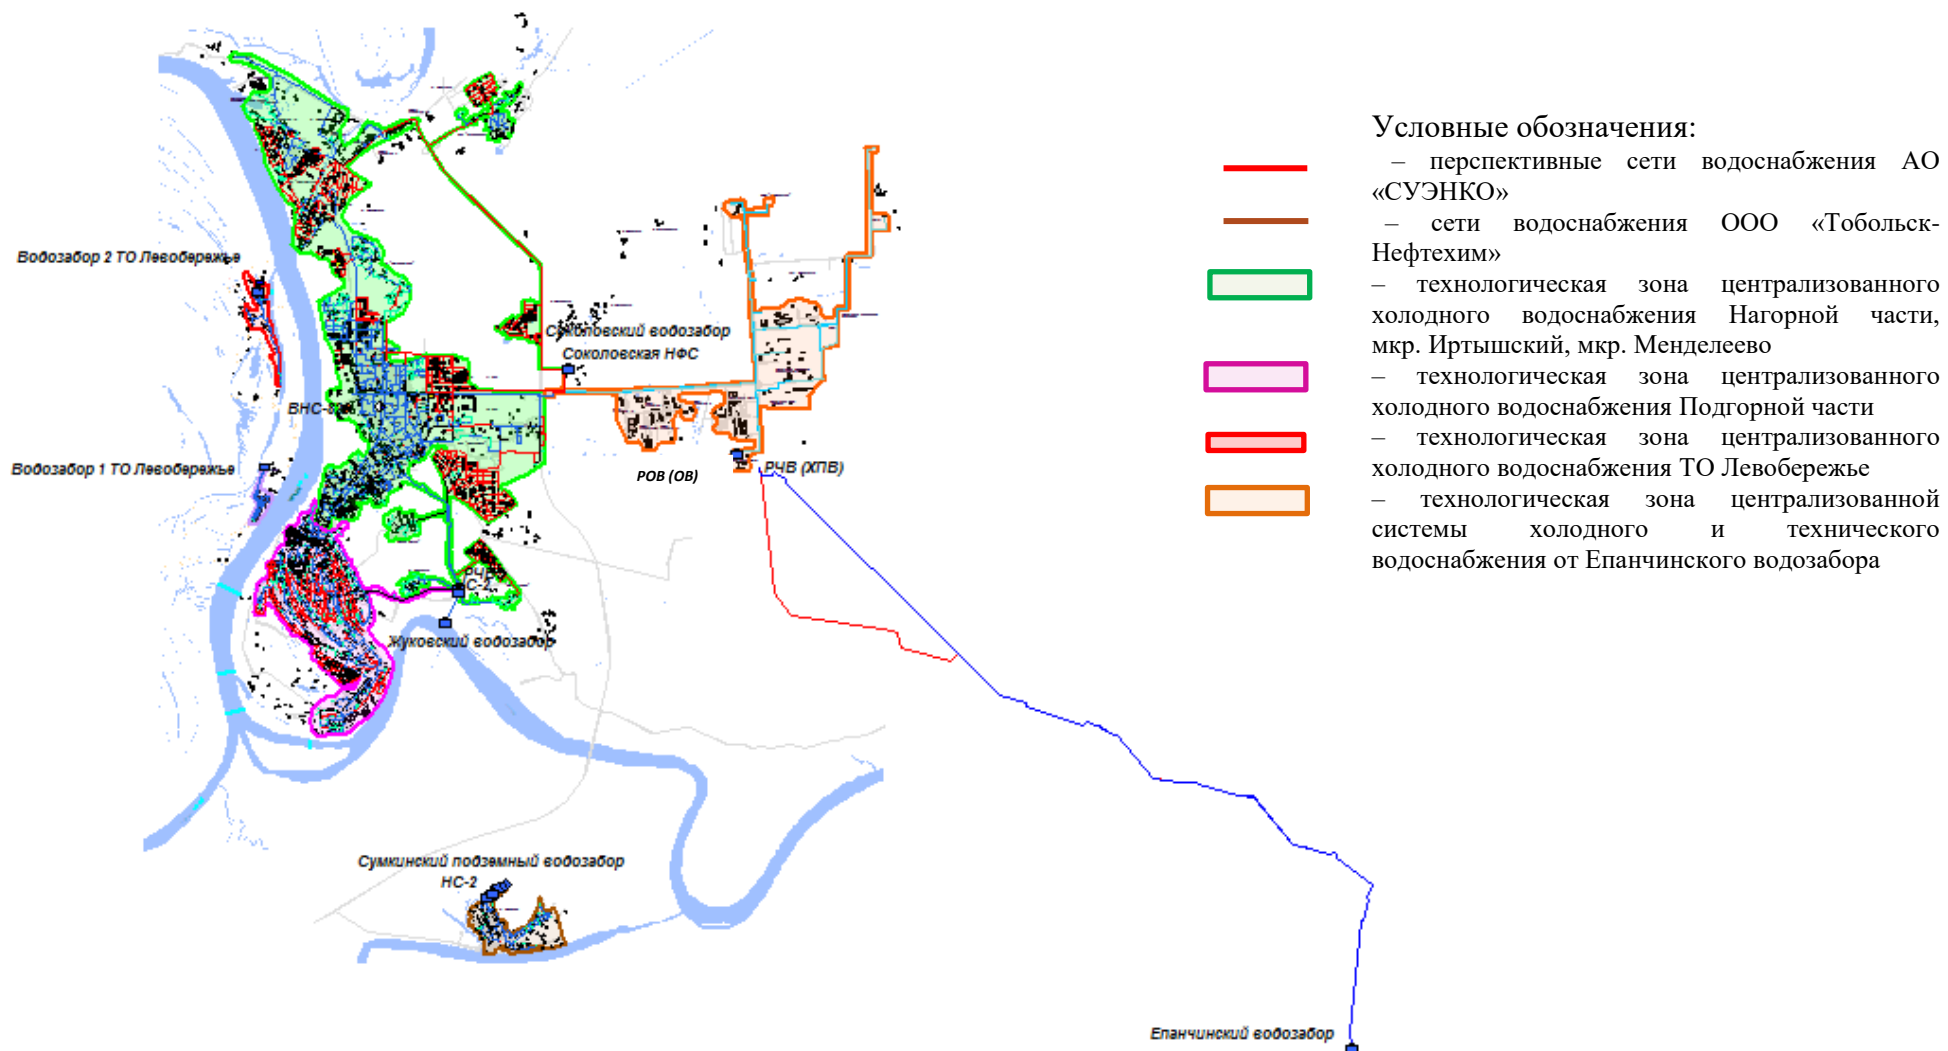 Водозабор 2 ТО Левобережье
Соколовская НФС
Водозабор 1 ТО Левобережье
РОВ (ОВ)
РЧВ (ХПВ)
Жуковский водозабор
Сумкинский подземный водозабор
НС-2
Епанчинский водозабор
Условные обозначения:
– перспективные сети водоснабжения АО
«СУЭНКО»
– сети водоснабжения ООО «Тобольск-
Нефтехим»
– технологическая зона централизованного
холодного водоснабжения Нагорной части,
мкр. Иртышский, мкр. Менделеево
– технологическая зона централизованного
холодного водоснабжения Подгорной части
– технологическая зона централизованного
холодного водоснабжения ТО Левобережье
– технологическая зона централизованной
системы холодного и технического
водоснабжения от Епанчинского водозабора